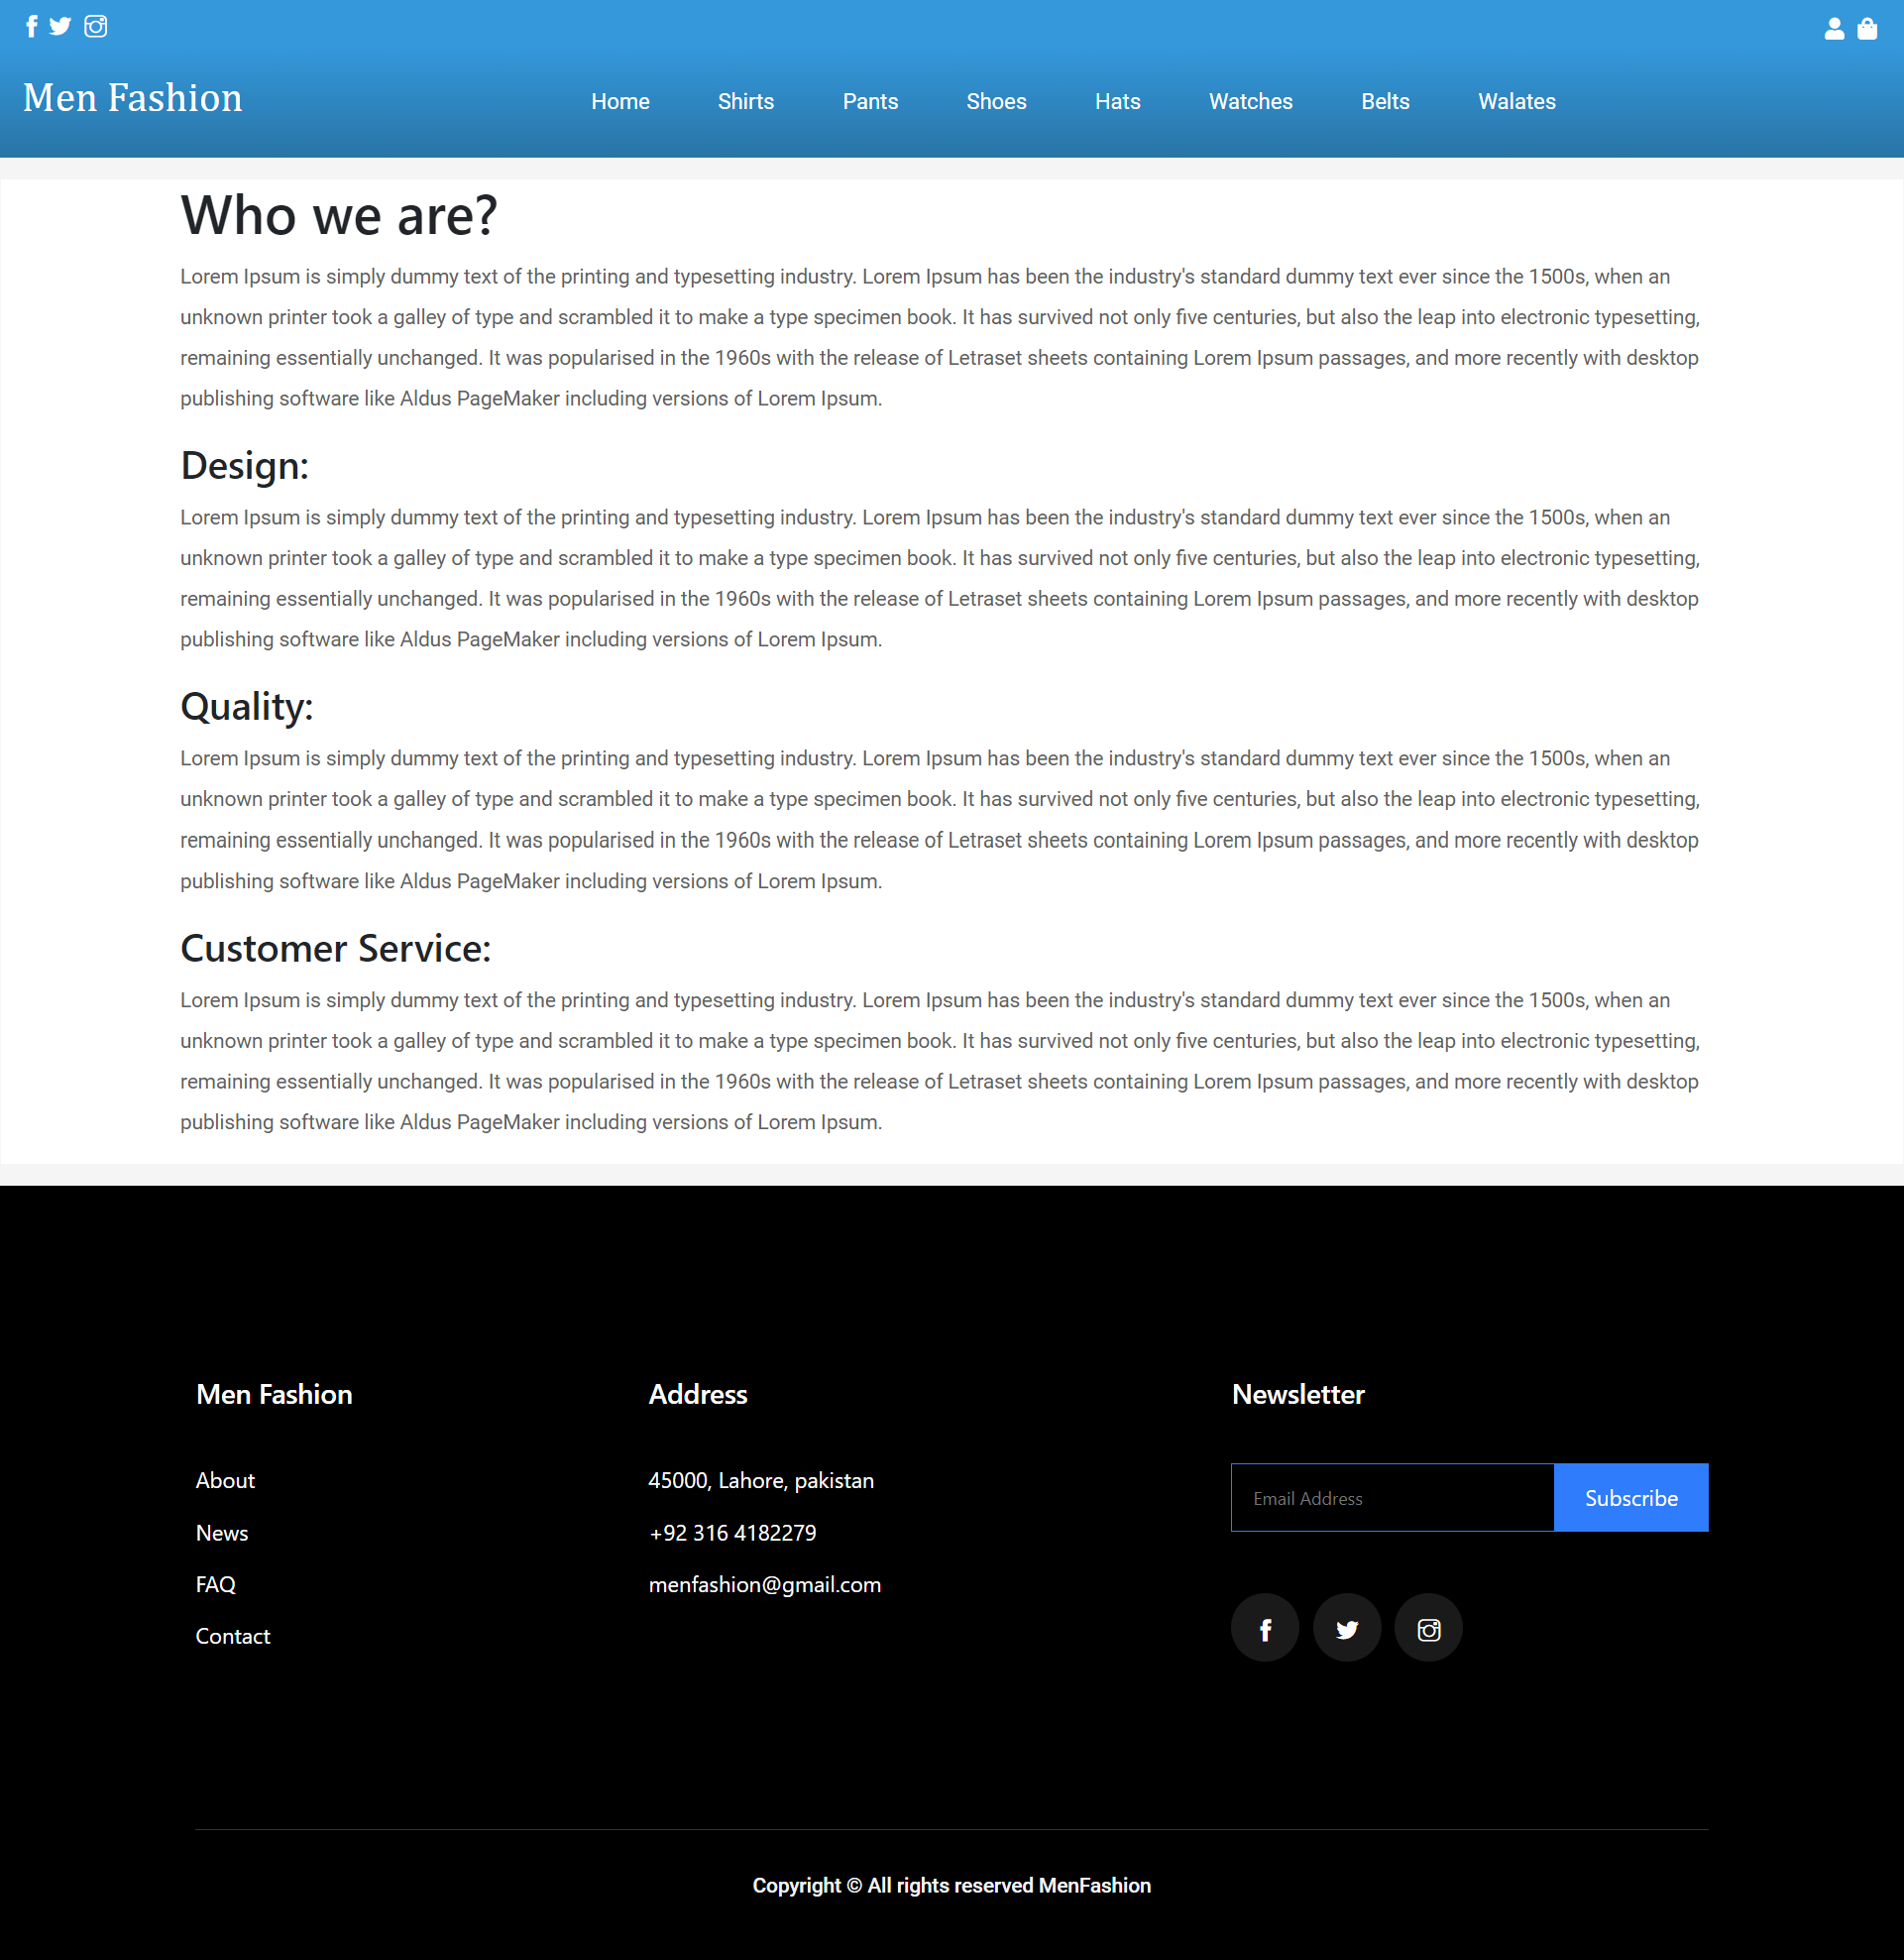 Men Fashion
Home Shirts Pants Shoes Hats Watches Belts Walates
Who we are?
Lorem Ipsum is simply dummy text of the printing and typesetting industry. Lorem Ipsum has been the industry's standard dummy text ever since the 1500s, when an
unknown printer took a galley of type and scrambled it to make a type specimen book. It has survived not only five centuries, but also the leap into electronic typesetting,
remaining essentially unchanged. It was popularised in the 1960s with the release of Letraset sheets containing Lorem Ipsum passages, and more recently with desktop
publishing software like Aldus PageMaker including versions of Lorem Ipsum.
Design:
Lorem Ipsum is simply dummy text of the printing and typesetting industry. Lorem Ipsum has been the industry's standard dummy text ever since the 1500s, when an
unknown printer took a galley of type and scrambled it to make a type specimen book. It has survived not only five centuries, but also the leap into electronic typesetting,
remaining essentially unchanged. It was popularised in the 1960s with the release of Letraset sheets containing Lorem Ipsum passages, and more recently with desktop
publishing software like Aldus PageMaker including versions of Lorem Ipsum.
Quality:
Lorem Ipsum is simply dummy text of the printing and typesetting industry. Lorem Ipsum has been the industry's standard dummy text ever since the 1500s, when an
unknown printer took a galley of type and scrambled it to make a type specimen book. It has survived not only five centuries, but also the leap into electronic typesetting,
remaining essentially unchanged. It was popularised in the 1960s with the release of Letraset sheets containing Lorem Ipsum passages, and more recently with desktop
publishing software like Aldus PageMaker including versions of Lorem Ipsum.
Customer Service:
Lorem Ipsum is simply dummy text of the printing and typesetting industry. Lorem Ipsum has been the industry's standard dummy text ever since the 1500s, when an
unknown printer took a galley of type and scrambled it to make a type specimen book. It has survived not only five centuries, but also the leap into electronic typesetting,
remaining essentially unchanged. It was popularised in the 1960s with the release of Letraset sheets containing Lorem Ipsum passages, and more recently with desktop
publishing software like Aldus PageMaker including versions of Lorem Ipsum.
Men Fashion
About
News
FAQ
Contact
Address
45000, Lahore, pakistan
+92 316 4182279
menfashion@gmail.com
Newsletter
Email Address Subscribe
Copyright © All rights reserved MenFashion